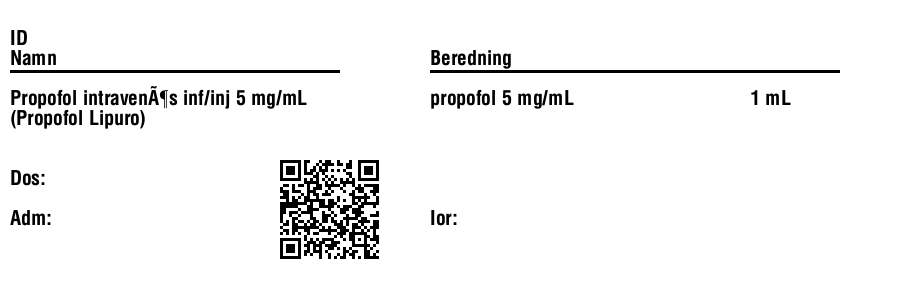 ID
Namn
Beredning
Propofol intravenÃ¶s inf/inj 5 mg/mL
(Propofol Lipuro)
propofol 5 mg/mL 1 mL
Dos:
Adm:
Ior: